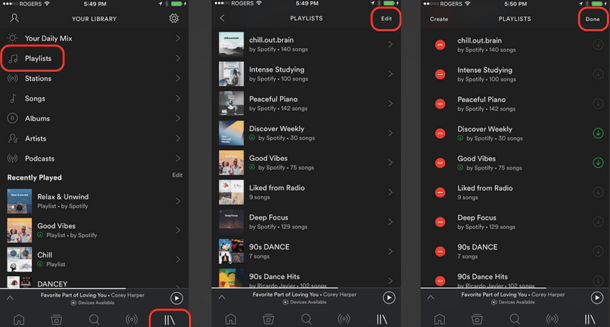 ROGERS 5:49 PM
YOUR LIBRARY
Your Daily Mix
Playlists
Stations
Songs
Albums
Artists
Podcasts
Recently Played Edit
Relax & Unwind
Playlist • by Spotify
Good Vibes
Playlist • by Spotify
Chill
Playlist
DANCEY
Favorite Part of Loving You • Corey Harper
Devices Available
ROGERS 5:49 PM
PLAYLISTS Edit
chill.out.brain
by Spotify • 140 songs
Intense Studying
by Spotify • 100 songs
Peaceful Piano
by Spotify • 142 songs
Discover Weekly
by Spotify • 30 songs
Good Vibes
by Spotify • 75 songs
Liked from Radio
9 songs
Deep Focus
by Spotify • 129 songs
90s DANCE
7 songs
90s Dance Hits
by Ricardo Javier • 102 songs
Favorite Part of Loving You • Corey Harper
Devices Available
ROGERS 5:50 PM
Create PLAYLISTS Done
chill.out.brain
by Spotify • 140 songs
Intense Studying
by Spotify • 100 songs
Peaceful Piano
by Spotify • 142 songs
Discover Weekly
by Spotify • 30 songs
Good Vibes
by Spotify • 75 songs
Liked from Radio
9 songs
Deep Focus
by Spotify • 129 songs
90s DANCE
7 songs
90s Dance Hits
by Ricardo Javier • 102 songs
Favorite Part of Loving You • Corey Harper
Devices Available